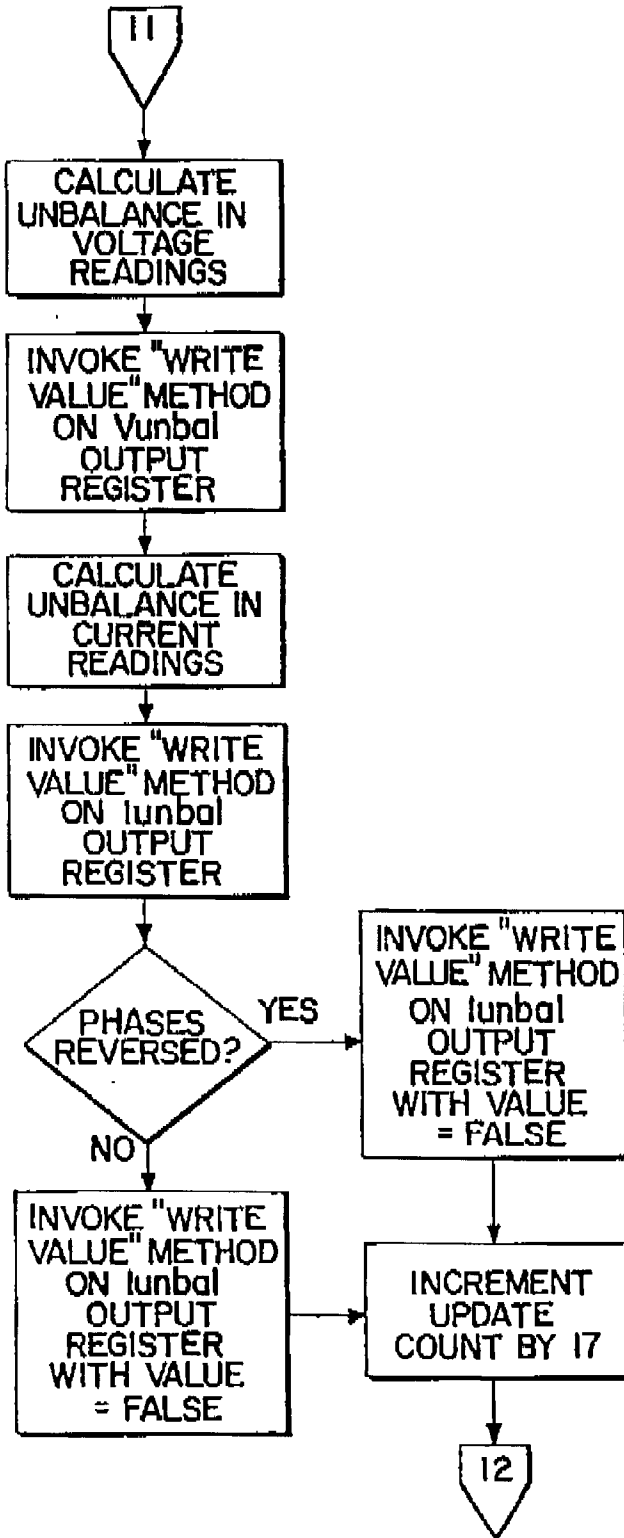 11
CALCULATE
UNBALANCE IN
VOLTAGE
READINGS
INVOKE "WRITE
VALUE" METHOD
ON Vunbal
OUTPUT
REGISTER
CALCULATE
UNBALANCE IN
CURRENT
READINGS
INVOKE "WRITE
VALUE" METHOD
ON Iunbal
OUTPUT
REGISTER
PHASES
REVERSED?
YES
INVOKE "WRITE
VALUE" METHOD
ON Iunbal
OUTPUT
REGISTER
WITH VALUE
= FALSE
NO
INVOKE "WRITE
VALUE" METHOD
ON Iunbal
OUTPUT
REGISTER
WITH VALUE
= FALSE
INCREMENT
UPDATE
COUNT BY 17
12